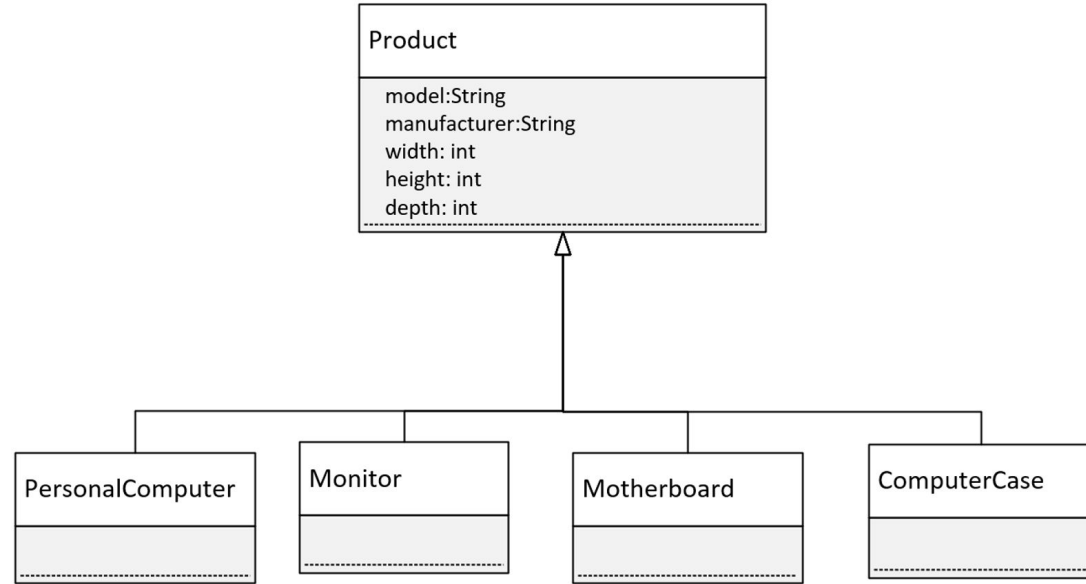 Product
model:String
manufacturer:String
width: int
height: int
depth: int
PersonalComputer
Monitor
Motherboard
ComputerCase